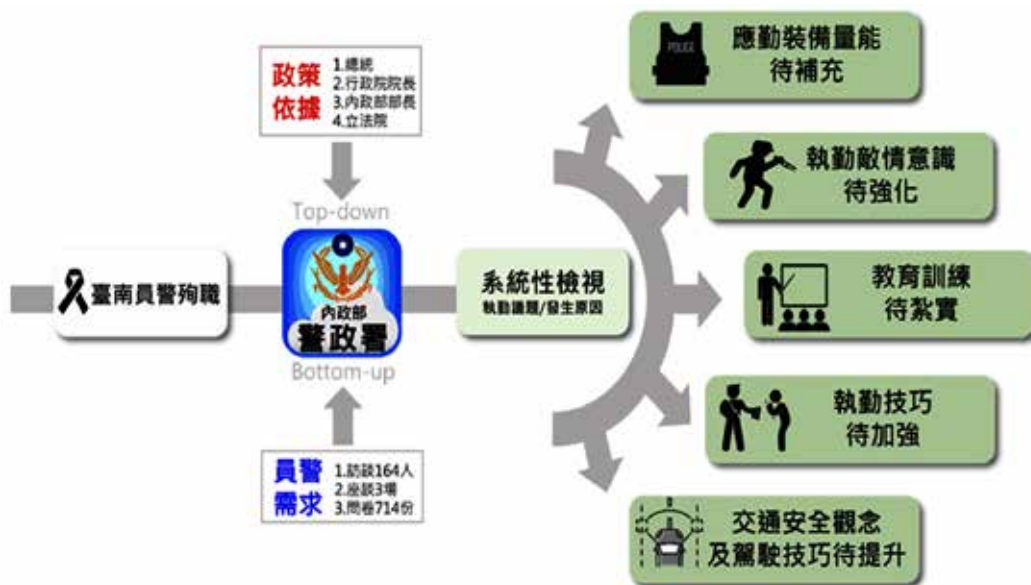 政策
依據
1.總統
2.行政院院長
3.內政部部長
4.立法院
Top-down
臺南員警殉職
內政部
警政署
Bottom-up
員警
需求
1.訪談164人
2.座談3場
3.問卷714份
系統性檢視
執勤議題/發生原因
POLICE
應勤裝備量能
待補充
執勤敵情意識
待強化
教育訓練
待紮實
執勤技巧
待加強
交通安全觀念
及駕駛技巧待提升